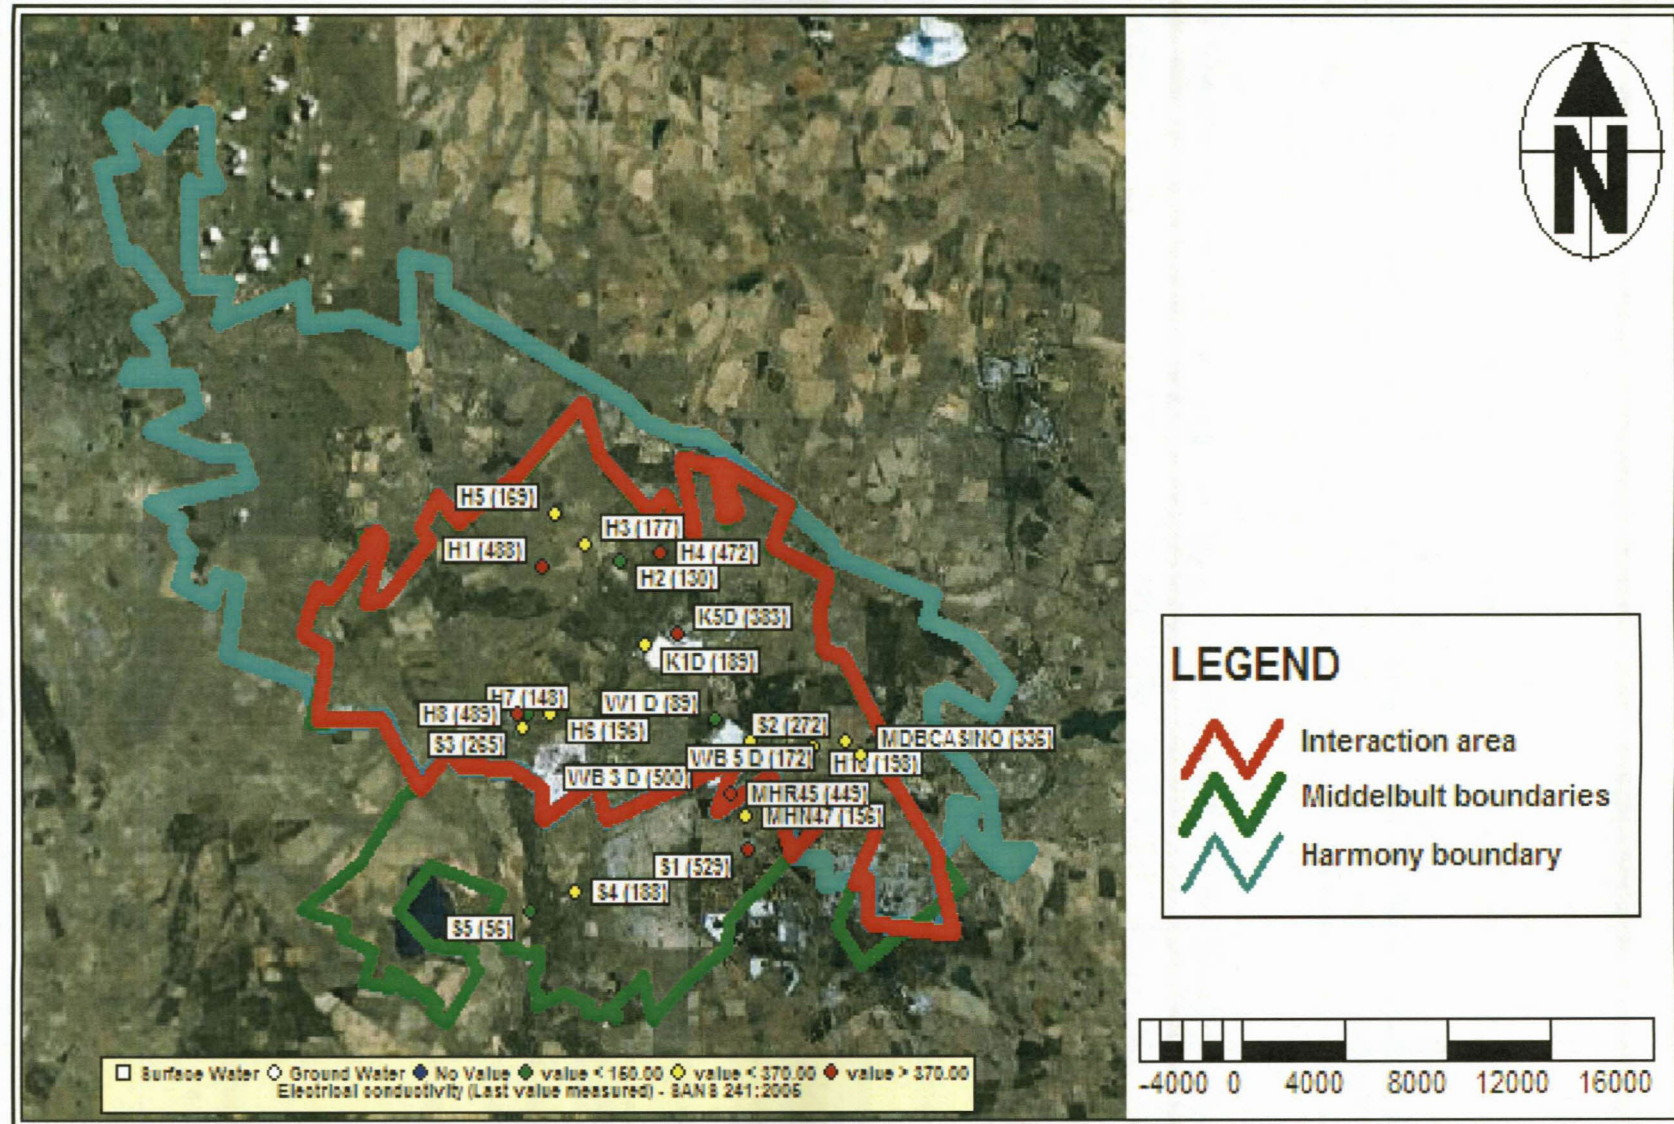 N
H5 (169)
H3 (177)
H1 (488)
H4 (472)
H2 (130)
K5D (383)
K1D (189)
H7 (148)
W1 D (89)
H8 (489)
S2 (272)
H6 (196)
MDBCASINO (336)
S3 (265)
WB 5 D (172)
H10 (198)
WB 3 D (500)
MHR45 (449)
MHN47 (156)
S1 (529)
S4 (188)
S5 (56)
LEGEND
Interaction area
Middelbult boundaries
Harmony boundary
Surface Water Ground Water No Value value < 150.00 value < 370.00 value > 370.00
Electrical conductivity (Last value measured) - SANS 241:2005
-4000 0 4000 8000 12000 16000